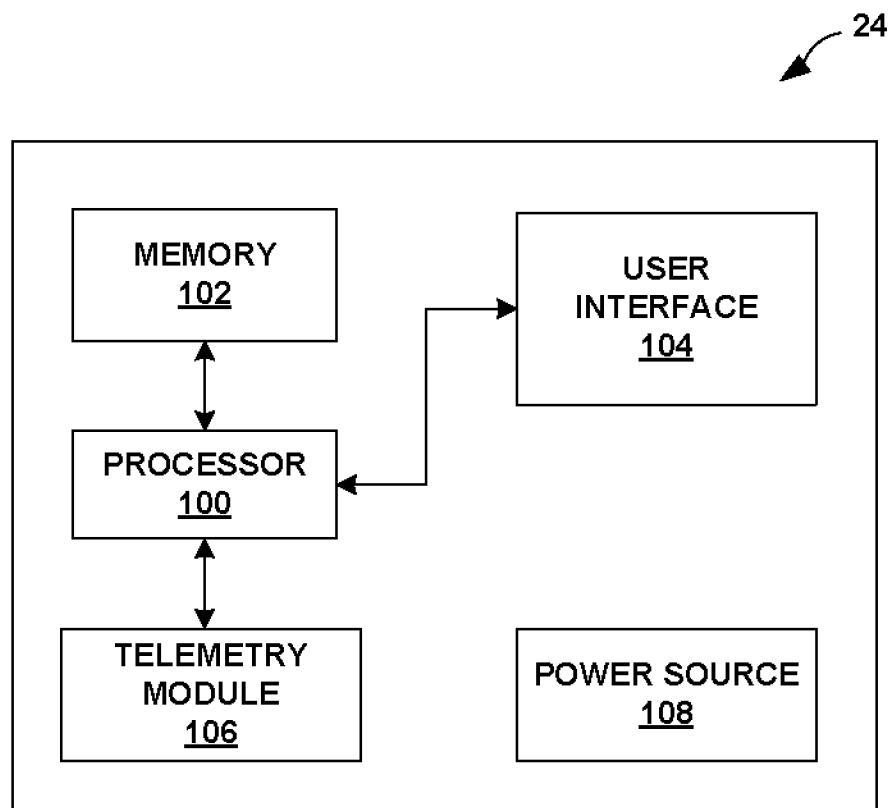 24
MEMORY
102
USER
INTERFACE
104
PROCESSOR
100
TELEMETRY
MODULE
106
POWER SOURCE
108